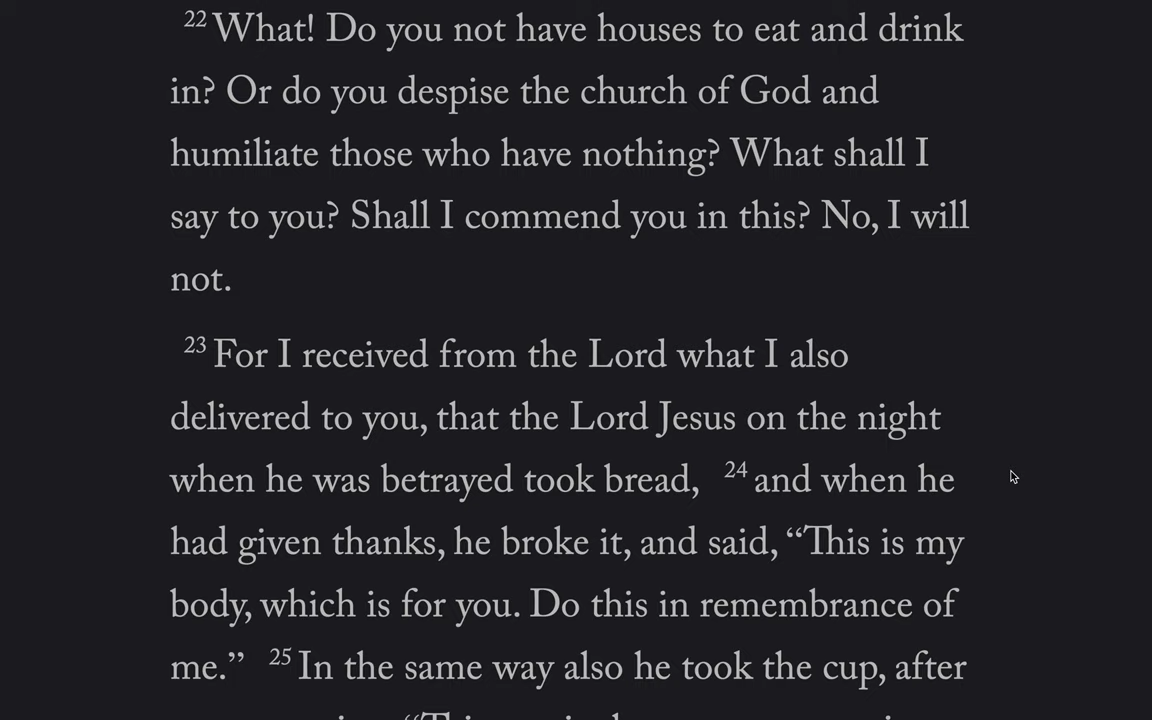 22 What! Do you not have houses to eat and drink
in? Or do you despise the church of God and
humiliate those who have nothing? What shall I
say to you? Shall I commend you in this? No, I will
not.
23 For I received from the Lord what I also
delivered to you, that the Lord Jesus on the night
when he was betrayed took bread, 24 and when he
had given thanks, he broke it, and said, “This is my
body, which is for you. Do this in remembrance of
me.” 25 In the same way also he took the cup, after